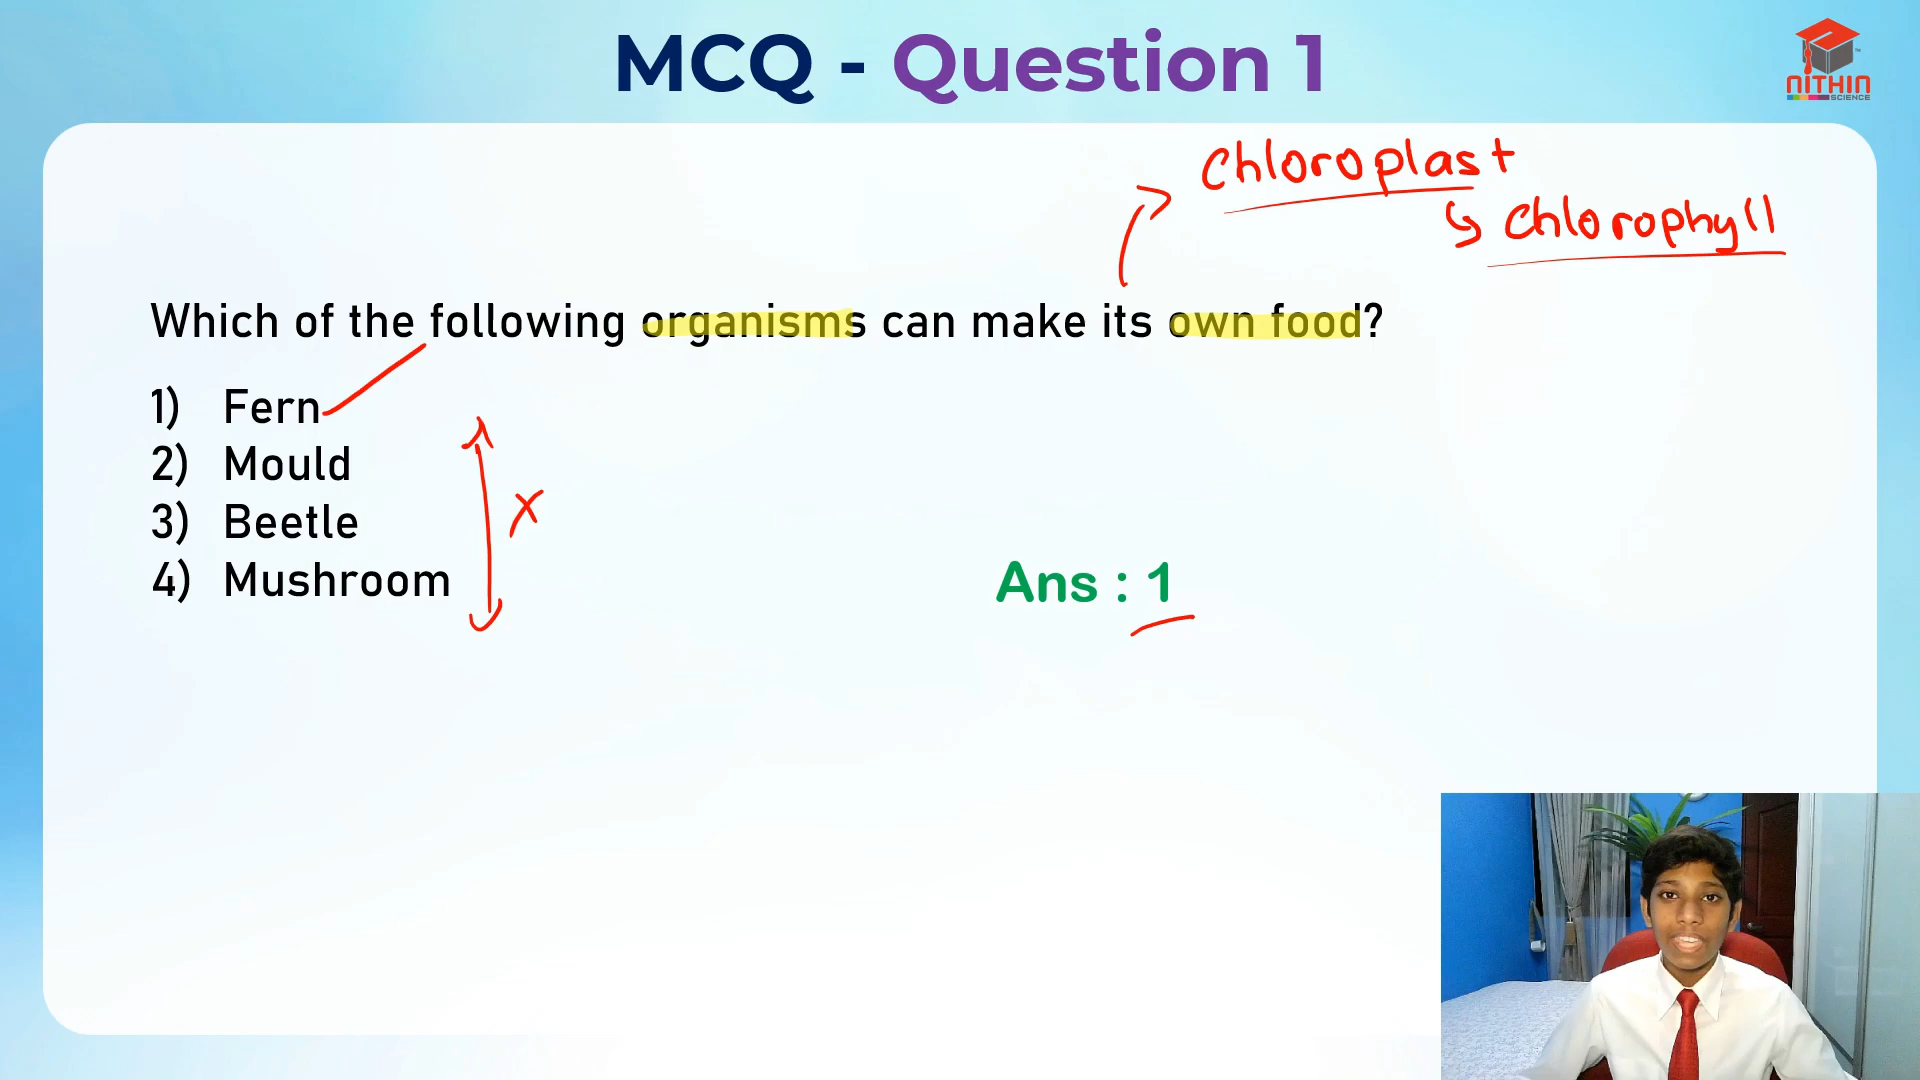 MCQ - Question 1
NITHIN
SCIENCE
chloroplast
chlorophyll
Which of the following organisms can make its own food?
1) Fern
2) Mould
3) Beetle
4) Mushroom
x
Ans : 1